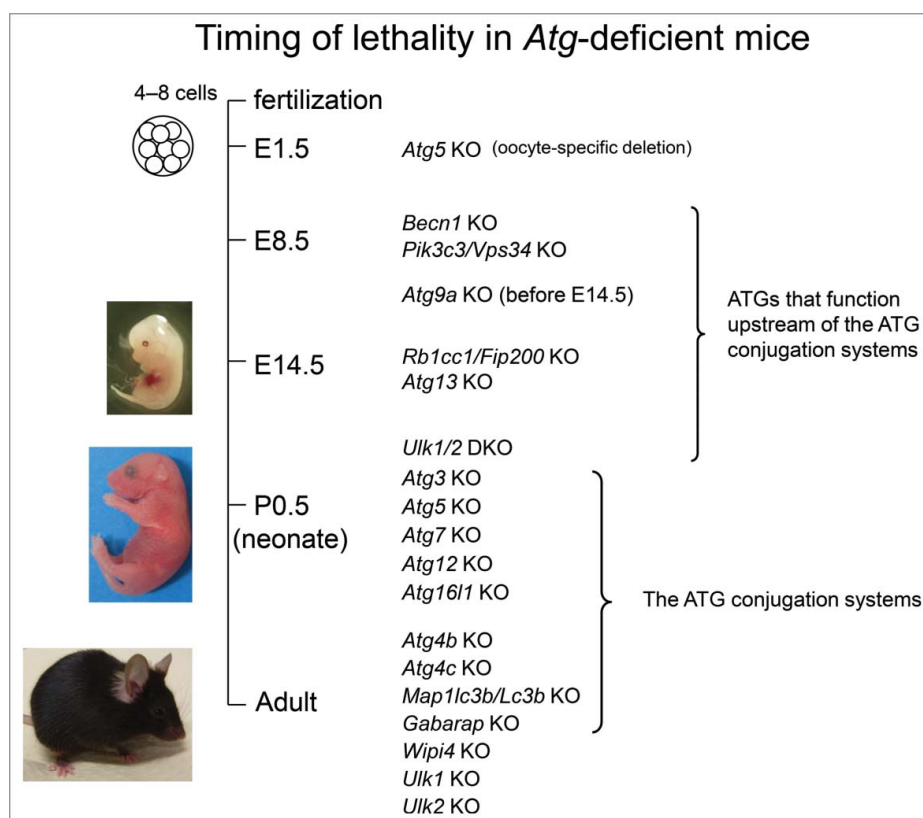 Timing of lethality in Atg-deficient mice
4–8 cells
fertilization
E1.5
Atg5 KO (oocyte-specific deletion)
E8.5
Becn1 KO
Pik3c3/Vps34 KO
Atg9a KO (before E14.5)
ATGs that function
upstream of the ATG
conjugation systems
E14.5
Rb1cc1/Fip200 KO
Atg13 KO
Ulk1/2 DKO
P0.5
(neonate)
Atg3 KO
Atg5 KO
Atg7 KO
Atg12 KO
Atg16l1 KO
The ATG conjugation systems
Adult
Atg4b KO
Atg4c KO
Map1lc3b/Lc3b KO
Gabarap KO
Wipi4 KO
Ulk1 KO
Ulk2 KO